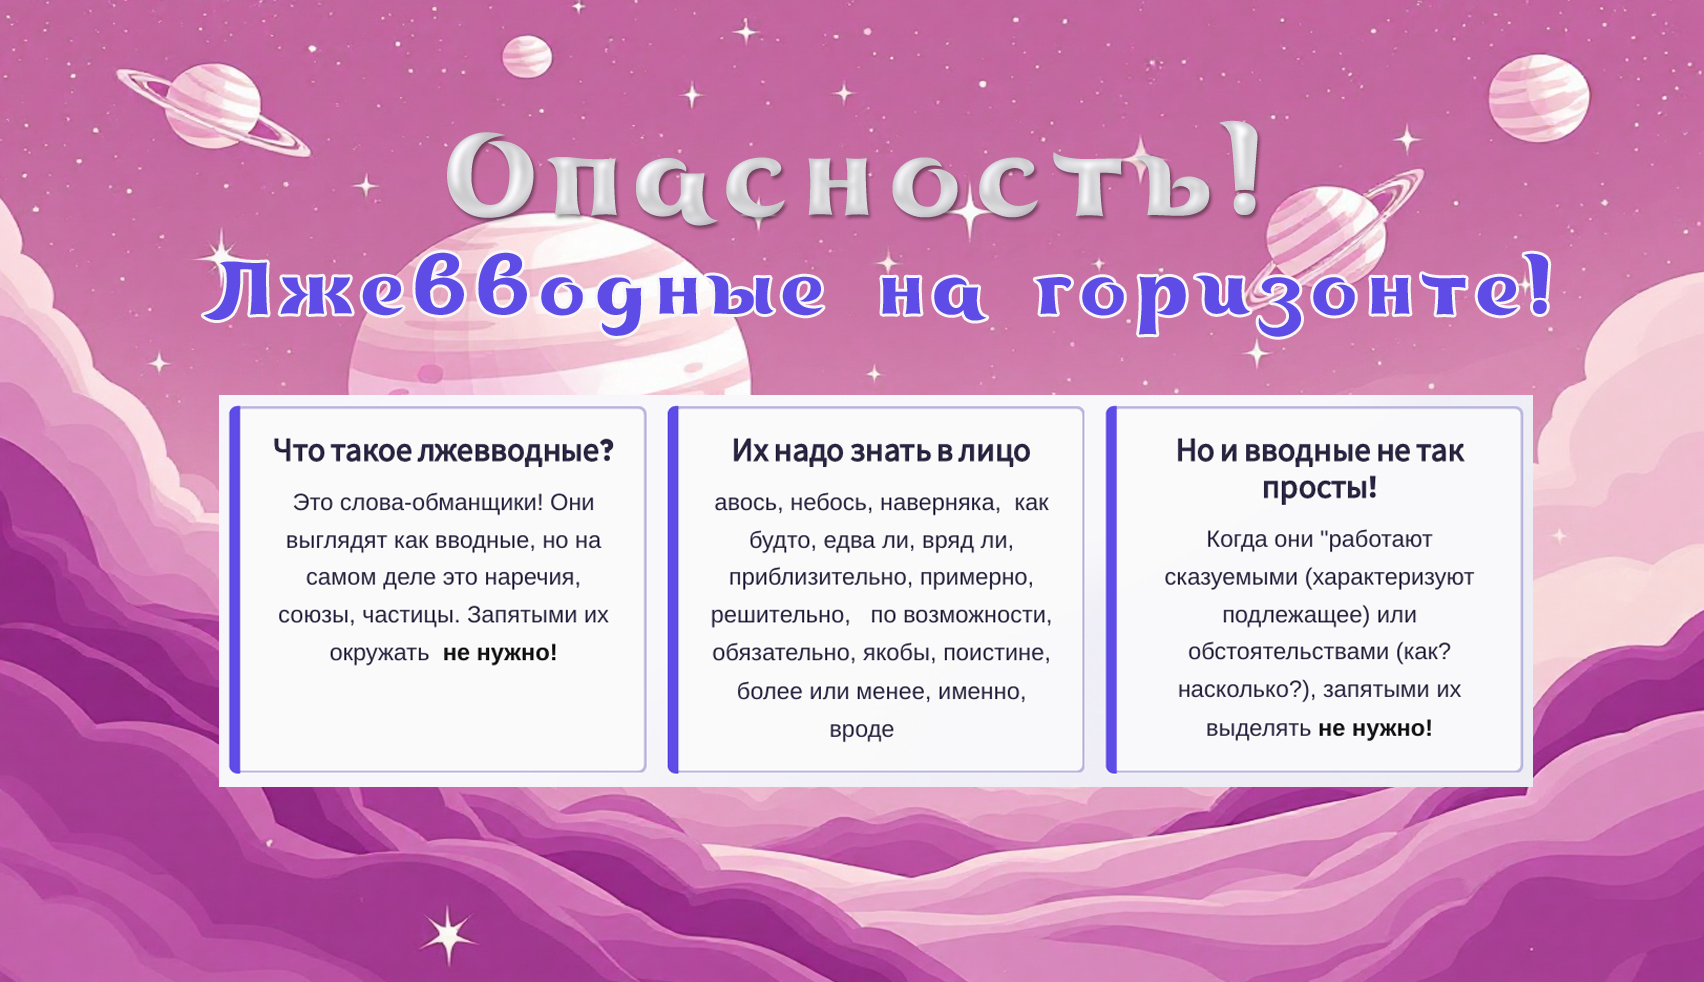 Опасность!
Лжевводные на горизонте!
Что такое лжевводные?
Это слова-обманщики! Они
выглядят как вводные, но на
самом деле это наречия,
союзы, частицы. Запятыми их
окружать не нужно!
Их надо знать в лицо
авось, небось, наверняка, как
будто, едва ли, вряд ли,
приблизительно, примерно,
решительно, по возможности,
обязательно, якобы, поистине,
более или менее, именно,
вроде
Но и вводные не так
просты!
Когда они "работают
сказуемыми (характеризуют
подлежащее) или
обстоятельствами (как?
насколько?), запятыми их
выделять не нужно!